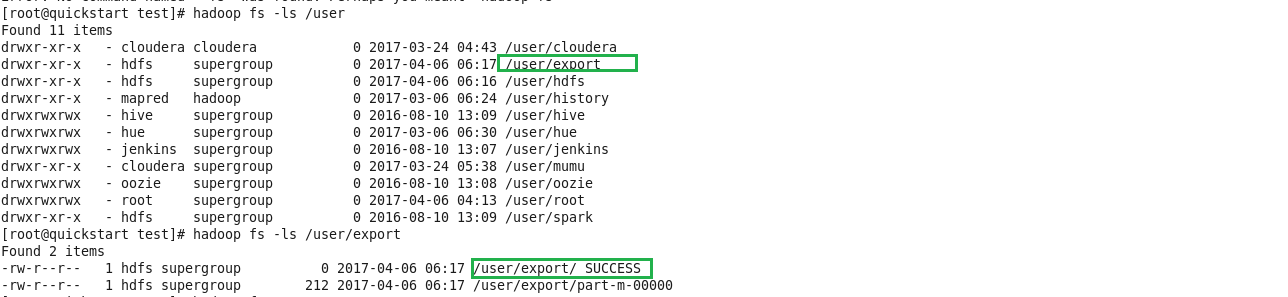 [root@quickstart test]# hadoop fs -ls /user
Found 11 items
drwxr-xr-x   - cloudera cloudera            0 2017-03-24 04:43 /user/cloudera
drwxr-xr-x   - hdfs     supergroup          0 2017-04-06 06:17 /user/export
drwxr-xr-x   - hdfs     supergroup          0 2017-04-06 06:16 /user/hdfs
drwxr-xr-x   - mapred   hadoop              0 2017-03-06 06:24 /user/history
drwxrwxrwx   - hive     supergroup          0 2016-08-10 13:09 /user/hive
drwxrwxrwx   - hue      supergroup          0 2017-03-06 06:30 /user/hue
drwxrwxrwx   - jenkins  supergroup          0 2016-08-10 13:07 /user/jenkins
drwxr-xr-x   - cloudera supergroup          0 2017-03-24 05:38 /user/mumu
drwxrwxrwx   - oozie    supergroup          0 2016-08-10 13:08 /user/oozie
drwxrwxrwx   - root     supergroup          0 2017-04-06 04:13 /user/root
drwxr-xr-x   - hdfs     supergroup          0 2016-08-10 13:09 /user/spark
[root@quickstart test]# hadoop fs -ls /user/export
Found 2 items
-rw-r--r--   1 hdfs supergroup          0 2017-04-06 06:17 /user/export/_SUCCESS
-rw-r--r--   1 hdfs supergroup        212 2017-04-06 06:17 /user/export/part-m-00000